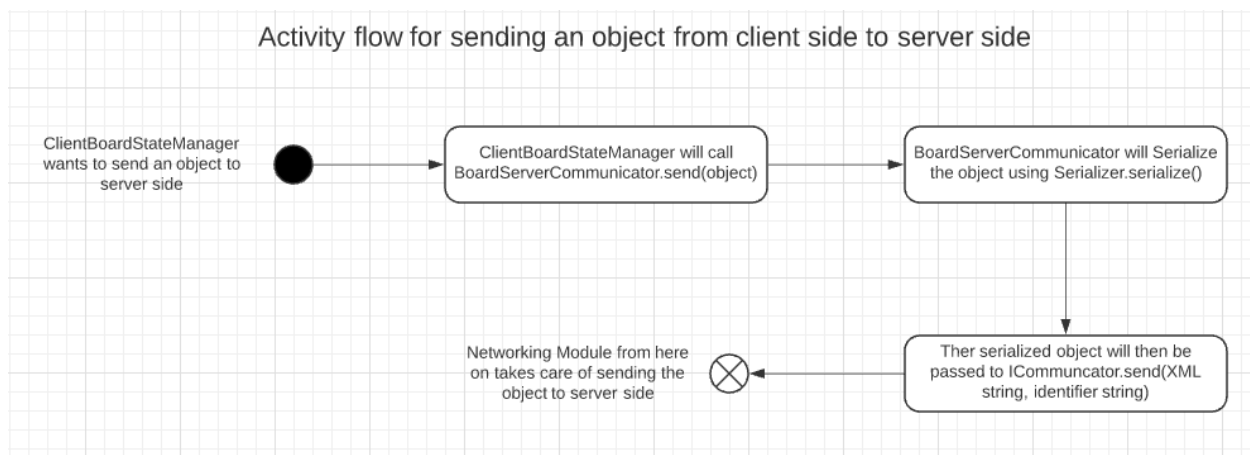 Activity flow for sending an object from client side to server side
ClientBoardStateManager
wants to send an object to
server side
ClientBoardStateManager will call
BoardServerCommunicator.send(object)
BoardServerCommunicator will Serialize
the object using Serializer.serialize()
Ther serialized object will then be
passed to ICommuncator.send(XML
string, identifier string)
Networking Module from here
on takes care of sending the
object to server side